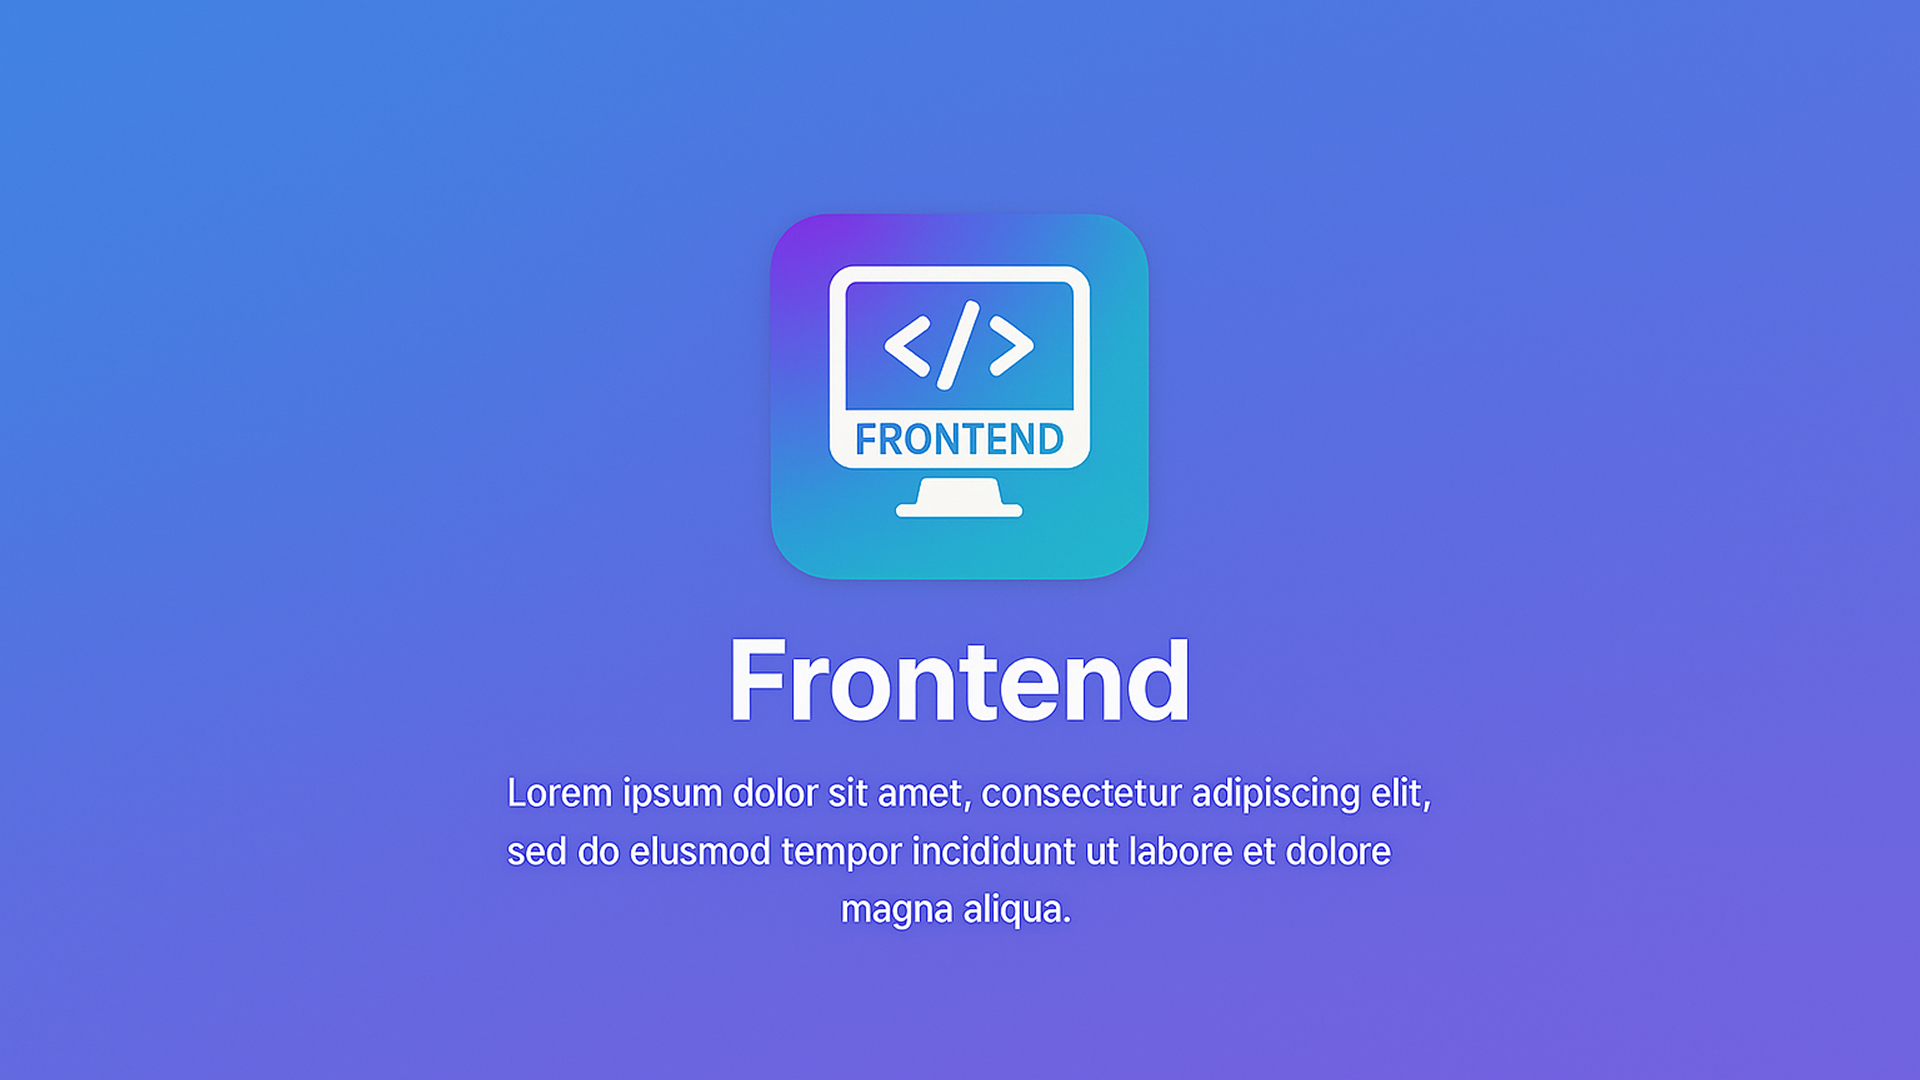 </>
FRONTEND
Frontend
Lorem ipsum dolor sit amet, consectetur adipiscing elit,
sed do elusmod tempor incididunt ut labore et dolore
magna aliqua.